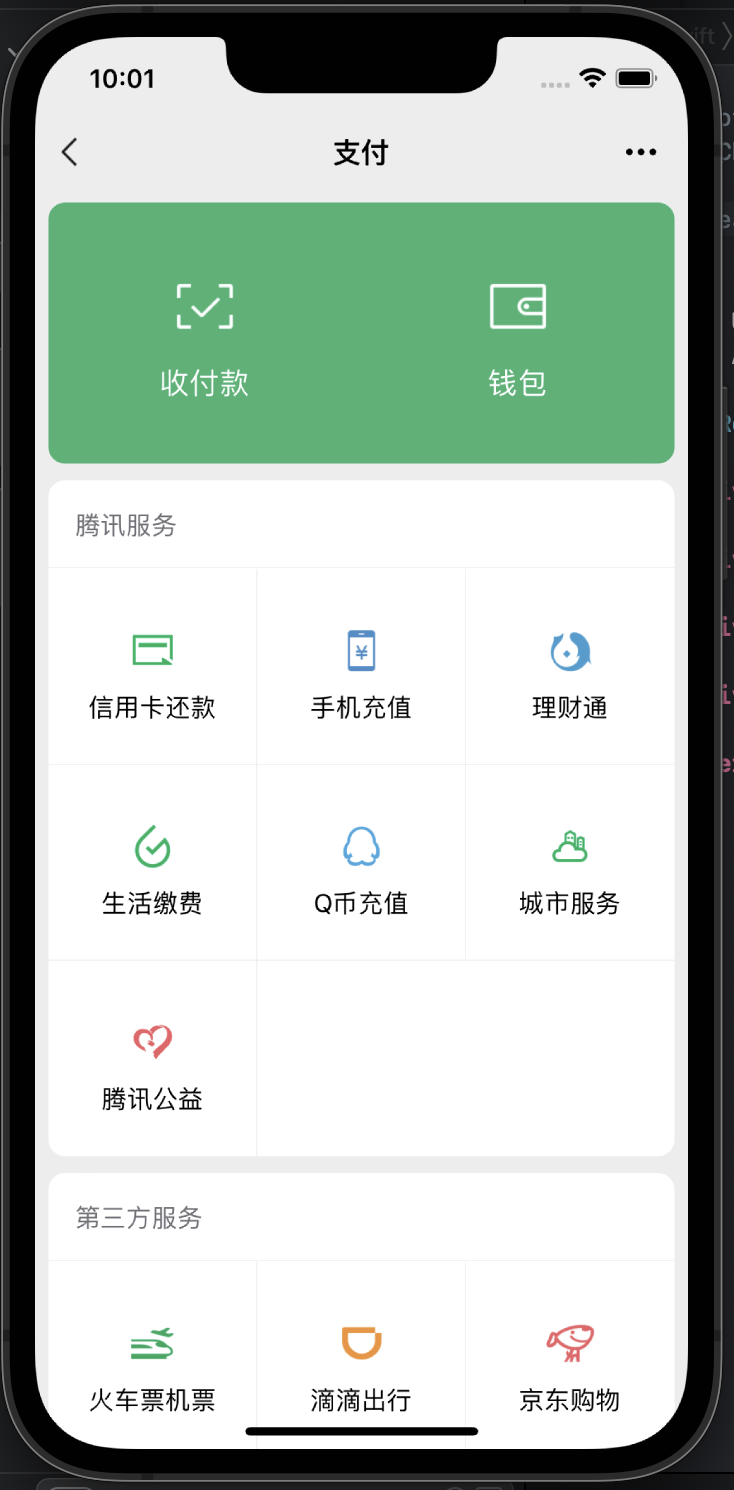 10:01
支付
收付款
钱包
腾讯服务
信用卡还款
手机充值
理财通
生活缴费
Q币充值
城市服务
腾讯公益
第三方服务
火车票机票
滴滴出行
京东购物